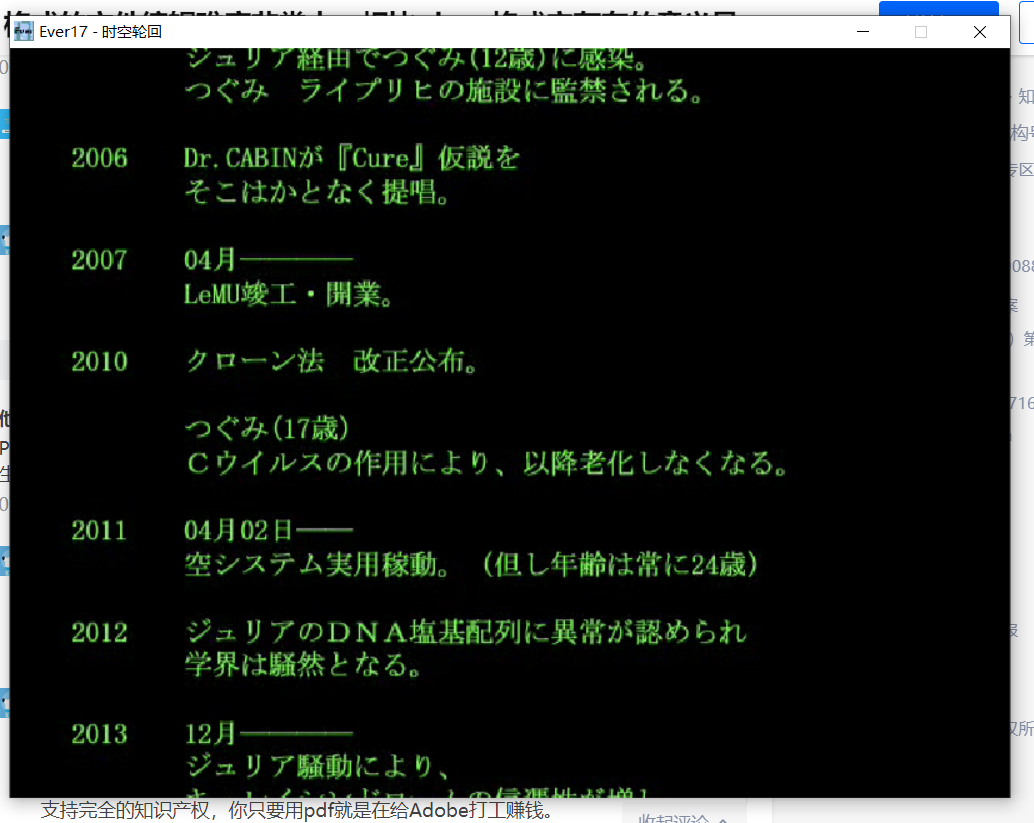 Ever17 - 时空轮回
ジュリア経由でつぐみ(12歳)に感染。
つぐみ　ライプリヒの施設に監禁される。
2006 Dr.CABINが『Cure』仮説を
そこはかとなく提唱。
2007 04月────
LeMU竣工・開業。
2010 クローン法　改正公布。
つぐみ(17歳)
Ｃウイルスの作用により、以降老化しなくなる。
2011 04月02日──
空システム実用稼動。（但し年齢は常に24歳）
2012 ジュリアのＤＮＡ塩基配列に異常が認められ
学界は騒然となる。
2013 12月────
ジュリア騒動により、
支持完全的知识产权，你只要用pdf就是在给Adobe打工赚钱。
收起评论